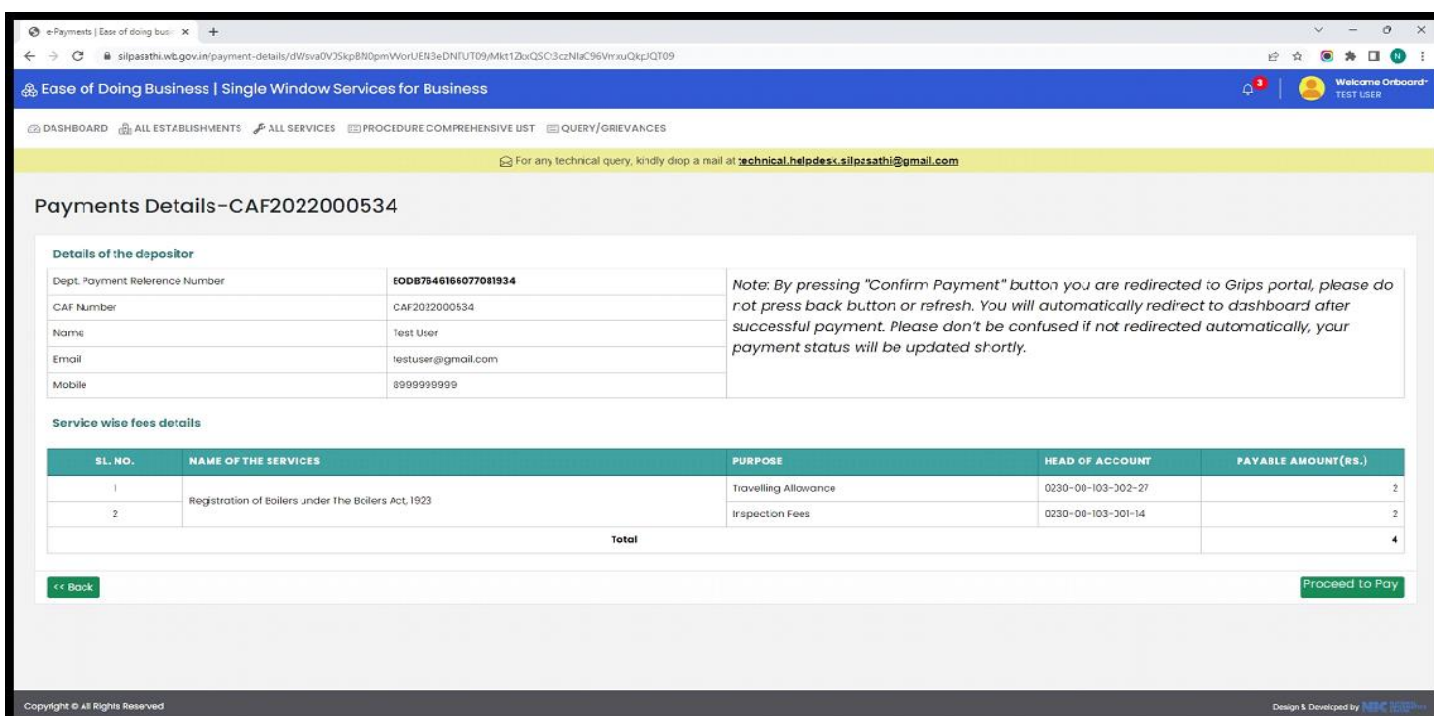 e-Payments | Ease of doing busi
silpasathi.wb.gov.in/payment-details/
Ease of Doing Business | Single Window Services for Business
3
Welcome Onboard
TEST USER
DASHBOARD ALL ESTABLISHMENTS ALL SERVICES PROCEDURE COMPREHENSIVE LIST QUERY/GRIEVANCES
For any technical query, kindly drop a mail at technical.helpdesk.silpasathi@gmail.com
Payments Details-CAF2022000534
Details of the depositor
Dept. Payment Reference Number
CAF Number CAF2022000534
Name Test User
Email testuser@gmail.com
Mobile 8999999999
Note: By pressing "Confirm Payment" button you are redirected to Grips portal, please do
not press back button or refresh. You will automatically redirect to dashboard after
successful payment. Please don't be confused if not redirected automatically, your
payment status will be updated shortly.
Service wise fees details
SL. NO. NAME OF THE SERVICES PURPOSE HEAD OF ACCOUNT PAYABLE AMOUNT(RS.)
1 Registration of Boilers under The Boilers Act, 1923 Travelling Allowance 0230-00-103-002-27 2
2 Inspection Fees 0230-00-103-001-14 2
Total 4
<< Back
Proceed to Pay
Copyright © All Rights Reserved
Design & Developed by NIC